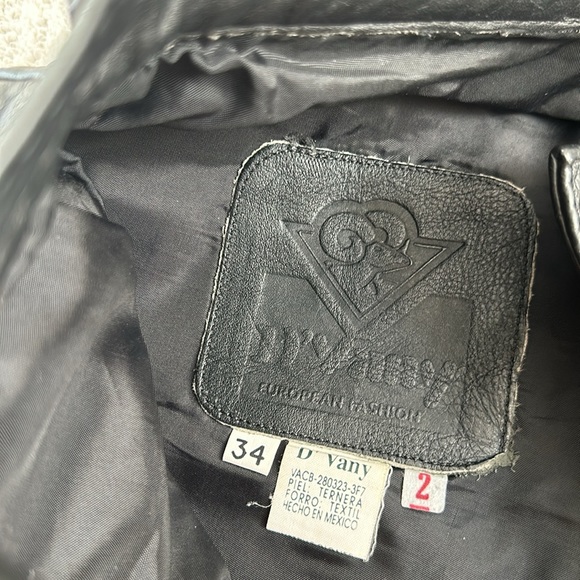 D'Vany
EUROPEAN FASHION
34
D' Vany
VACB-280323-3F7
PIEL: TERNERA
FORRO: TEXTIL
HECHO EN MEXICO
2